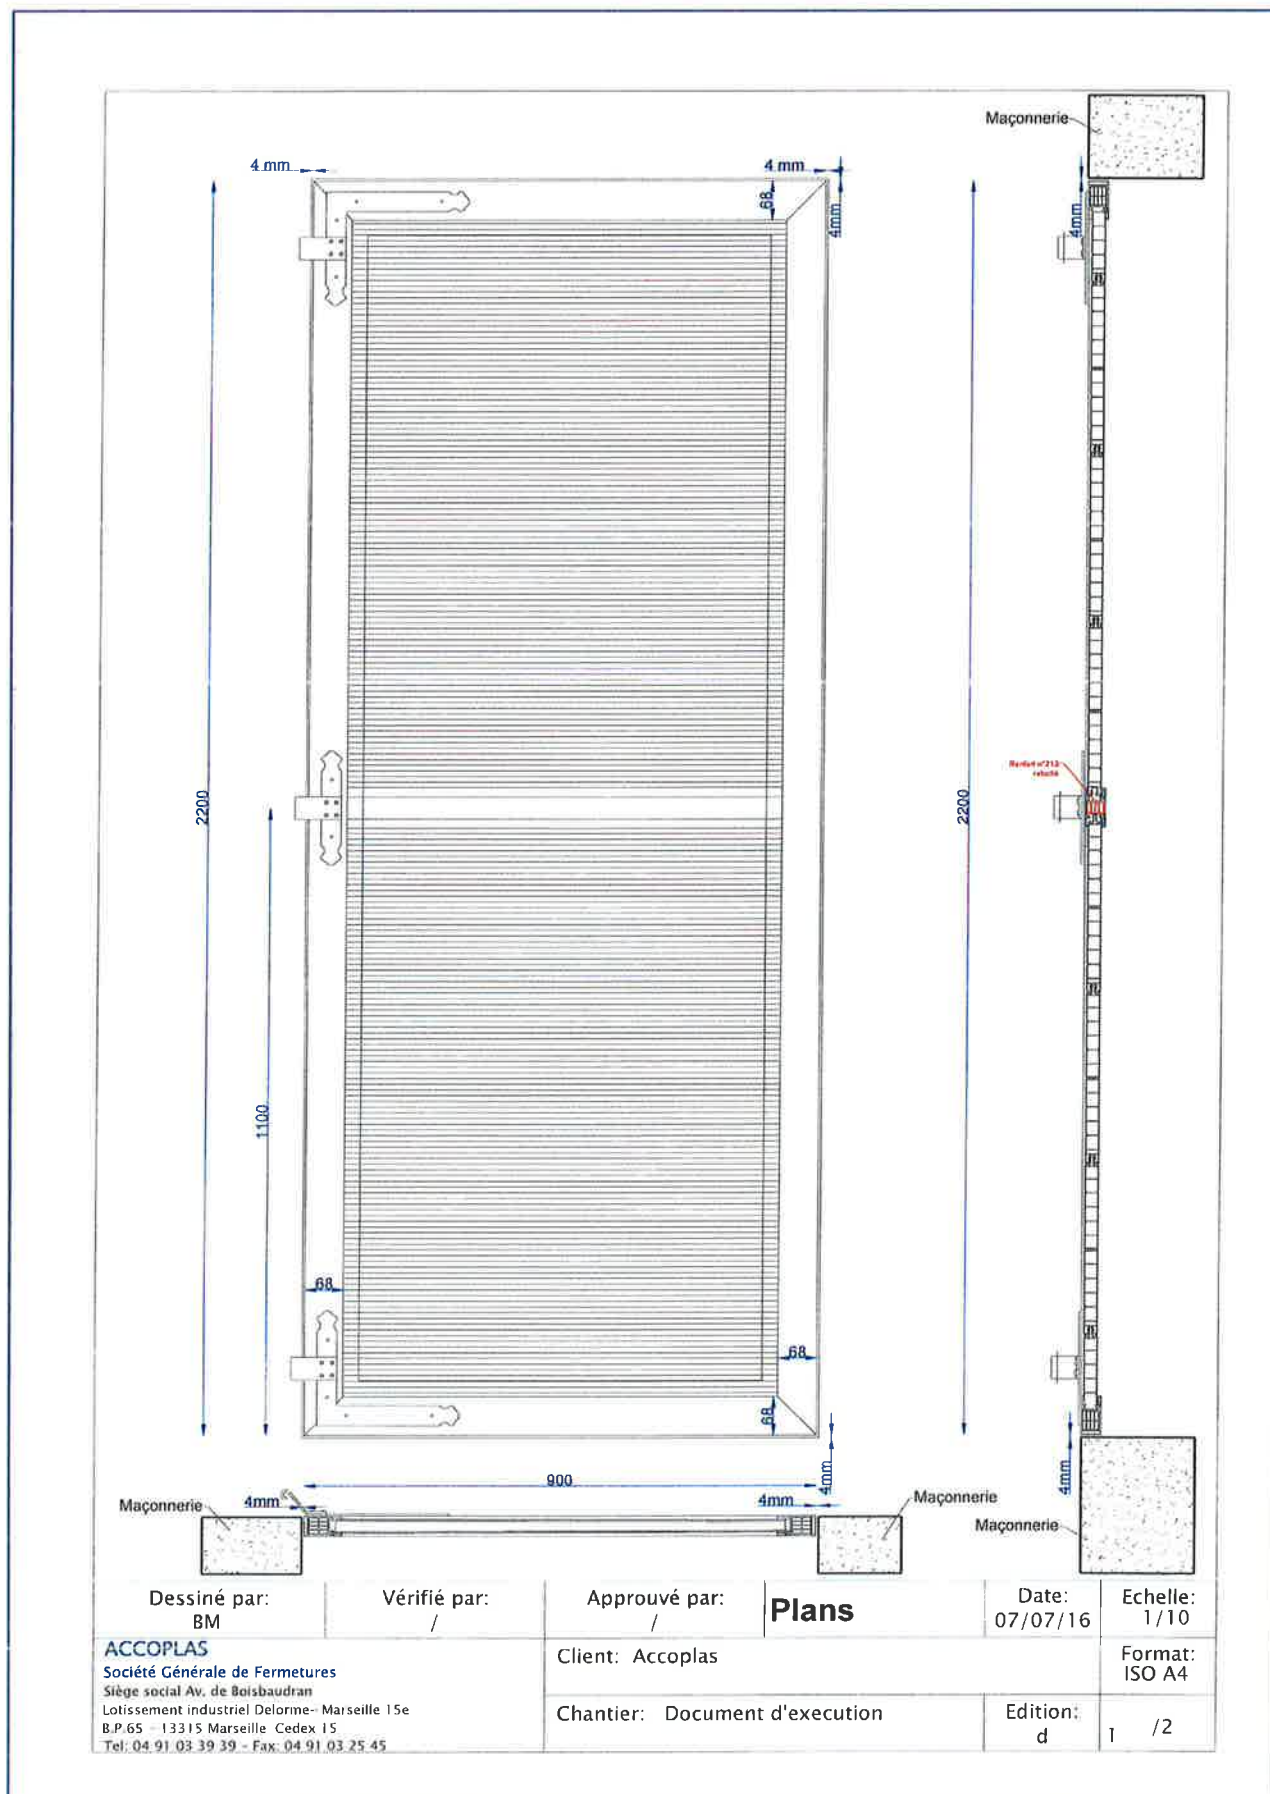 Maçonnerie
4 mm
4 mm
68
4mm
4mm
2200
2200
1100
68
68
68
4mm
4mm
900
4mm
4mm
Maçonnerie
Maçonnerie
Maçonnerie
Dessiné par:
BM
Vérifié par:
/
Approuvé par:
/
Plans
Date:
07/07/16
Echelle:
1/10
ACCOPLAS
Société Générale de Fermetures
Siège social Av. de Boisbaudran
Lotissement industriel Delorme- Marseille 15e
B.P.65 - 13315 Marseille Cedex 15
Tel: 04 91 03 39 39 - Fax: 04 91 03 25 45
Client: Accoplas
Format:
ISO A4
Chantier: Document d'execution
Edition:
d
1 /2